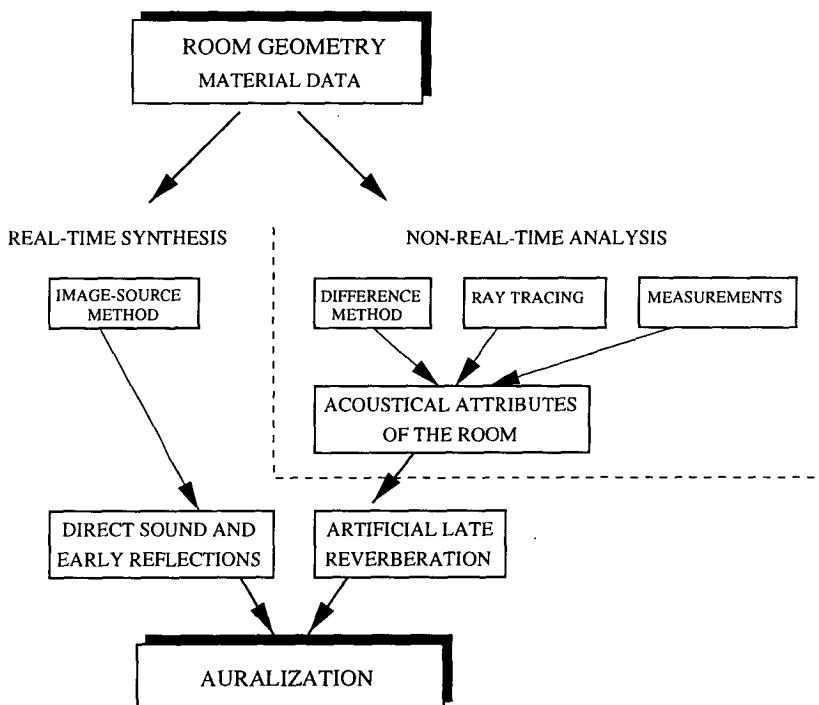 ROOM GEOMETRY
MATERIAL DATA
REAL-TIME SYNTHESIS
NON-REAL-TIME ANALYSIS
IMAGE-SOURCE
METHOD
DIFFERENCE
METHOD
RAY TRACING
MEASUREMENTS
ACOUSTICAL ATTRIBUTES
OF THE ROOM
DIRECT SOUND AND
EARLY REFLECTIONS
ARTIFICIAL LATE
REVERBERATION
AURALIZATION